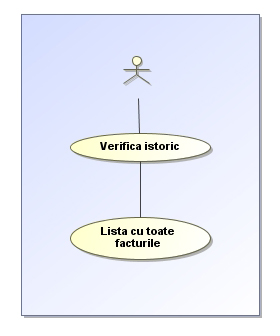 Verifica istoric
Lista cu toate
facturile